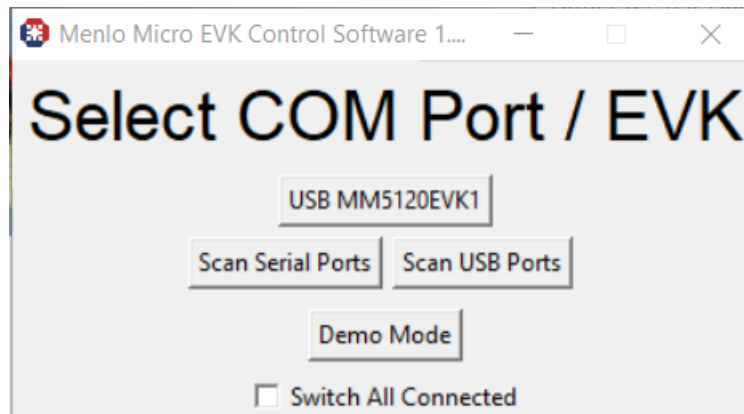 Menlo Micro EVK Control Software 1....
Select COM Port / EVK
USB MM5120EVK1
Scan Serial Ports Scan USB Ports
Demo Mode
Switch All Connected